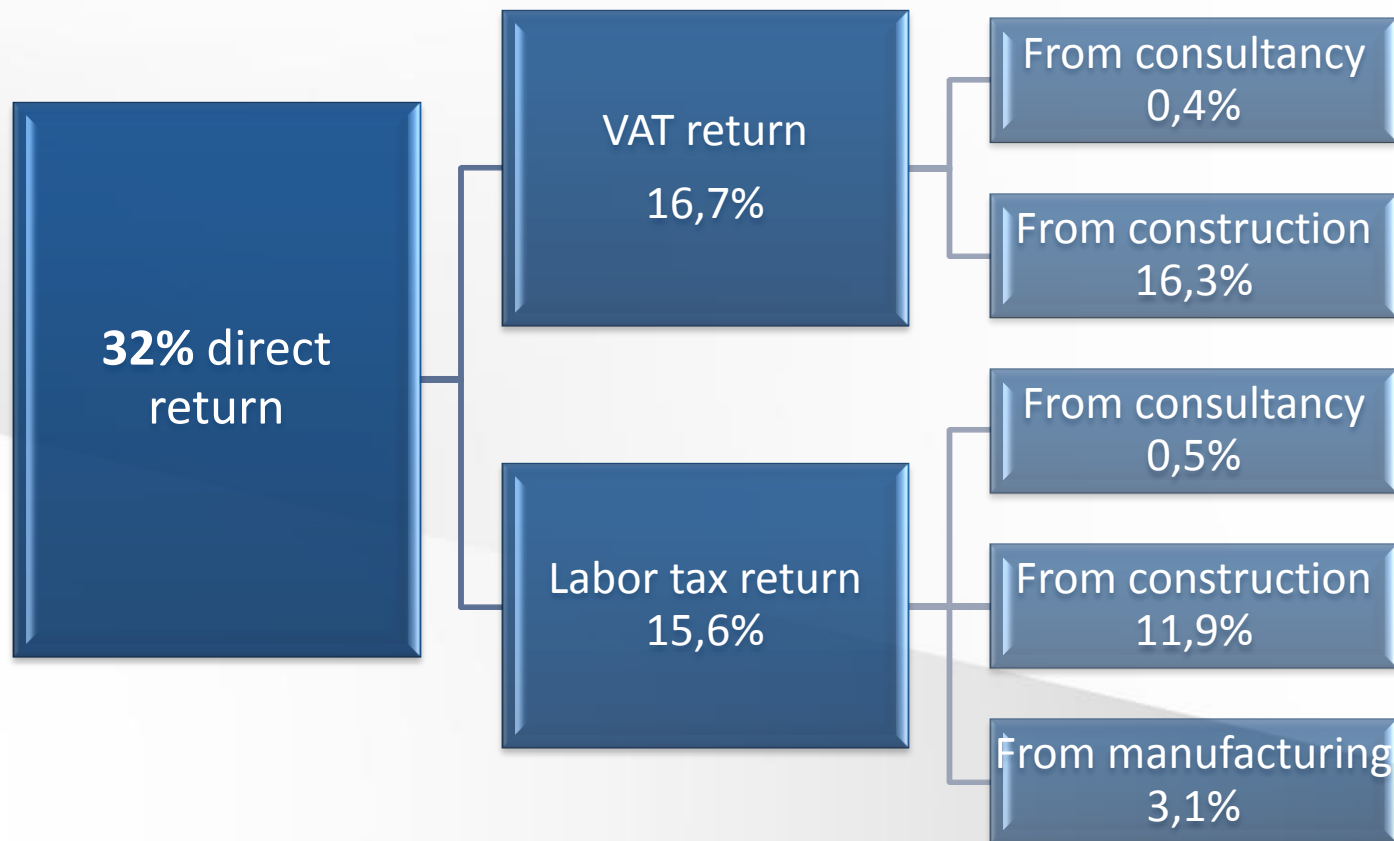 32% direct
return
VAT return
16,7%
Labor tax return
15,6%
From consultancy
0,4%
From construction
16,3%
From consultancy
0,5%
From construction
11,9%
From manufacturing
3,1%